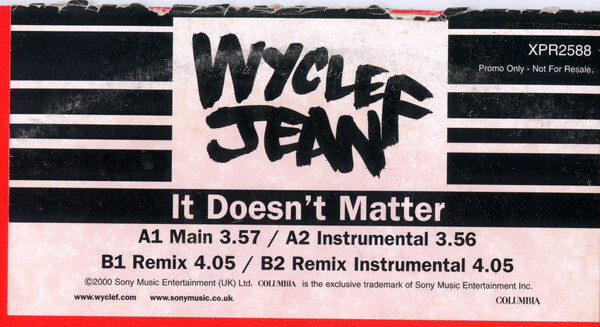 XPR2588
Promo Only - Not For Resale.
WYCLEF
JEAN
It Doesn't Matter
A1 Main 3.57 / A2 Instrumental 3.56
B1 Remix 4.05 / B2 Remix Instrumental 4.05
©2000 Sony Music Entertainment (UK) Ltd. COLUMBIA is the exclusive trademark of Sony Music Entertainment Inc.
www.wyclef.com www.sonymusic.co.uk COLUMBIA